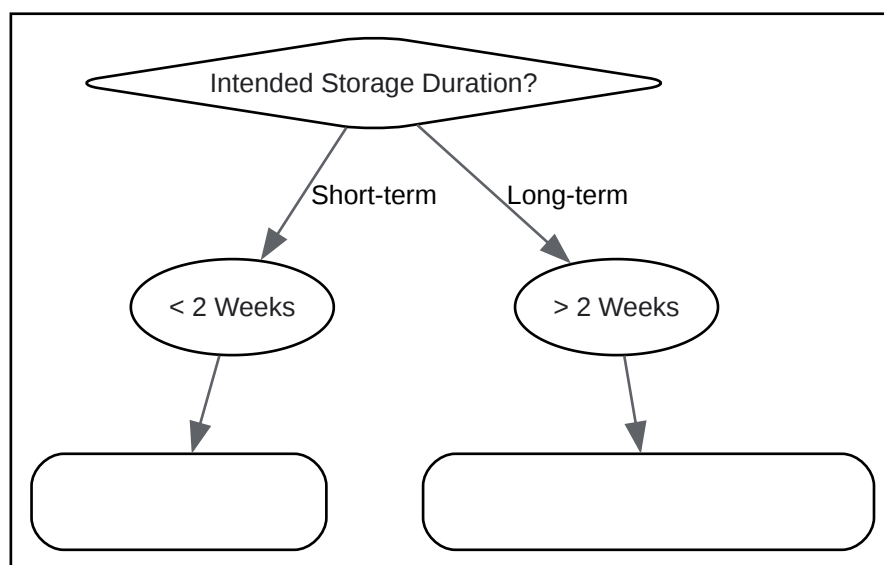 Intended Storage Duration?
Short-term
Long-term
< 2 Weeks
> 2 Weeks